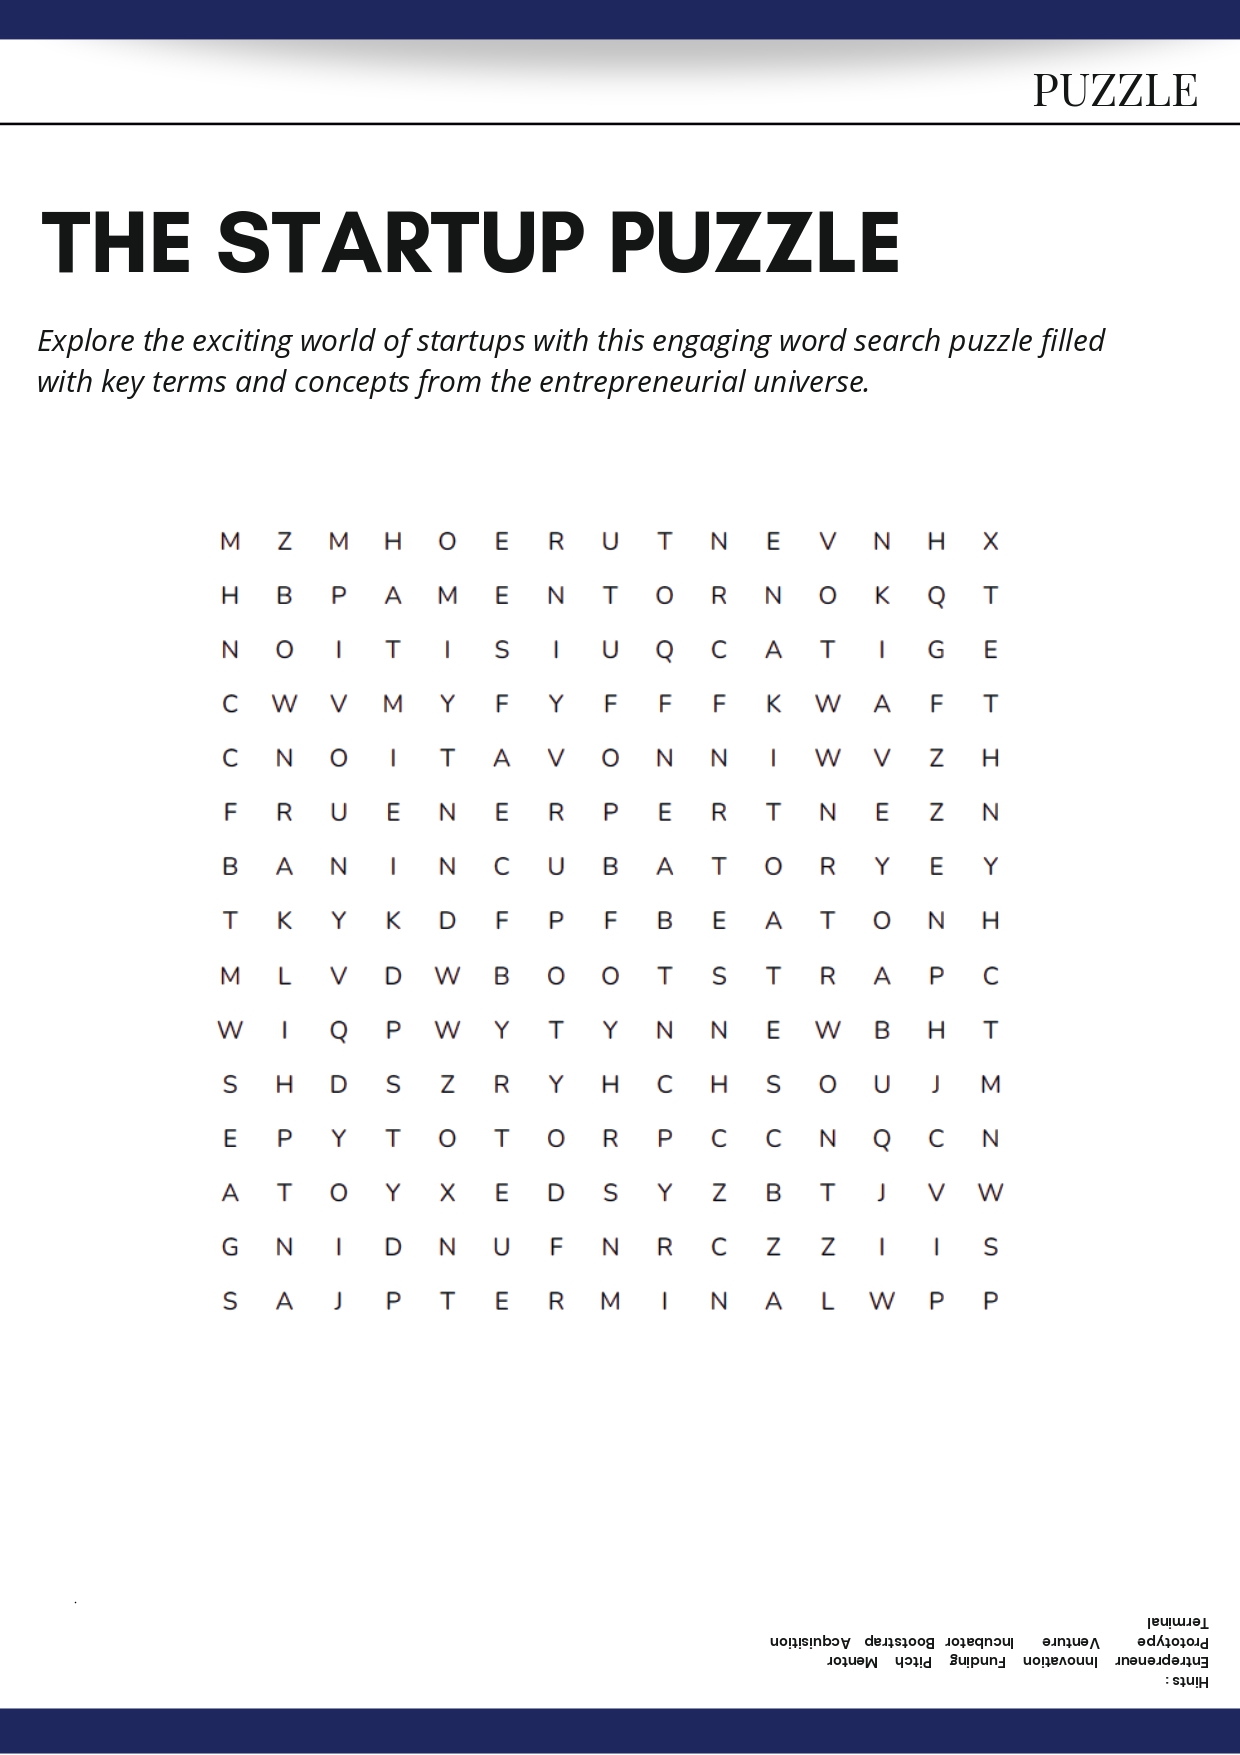 PUZZLE
THE STARTUP PUZZLE
Explore the exciting world of startups with this engaging word search puzzle filled
with key terms and concepts from the entrepreneurial universe.
M Z M H O E R U T N E V N H X
H B P A M E N T O R N O K Q T
N O I T I S I U Q C A T I G E
C W V M Y F Y F F F K W A F T
C N O I T A V O N N I W V Z H
F R U E N E R P E R T N E Z N
B A N I N C U B A T O R Y E Y
T K Y K D F P F B E A T O N H
M L V D W B O O T S T R A P C
W I Q P W Y T Y N N E W B H T
S H D S Z R Y H C H S O U J M
E P Y T O T O R P C C N Q C N
A T O Y X E D S Y Z B T J V W
G N I D N U F N R C Z Z I I S
S A J P T E R M I N A L W P P
.
Hints :
Entrepreneur Innovation Funding Pitch Mentor
Prototype Venture Incubator Bootstrap Acquisition
Terminal